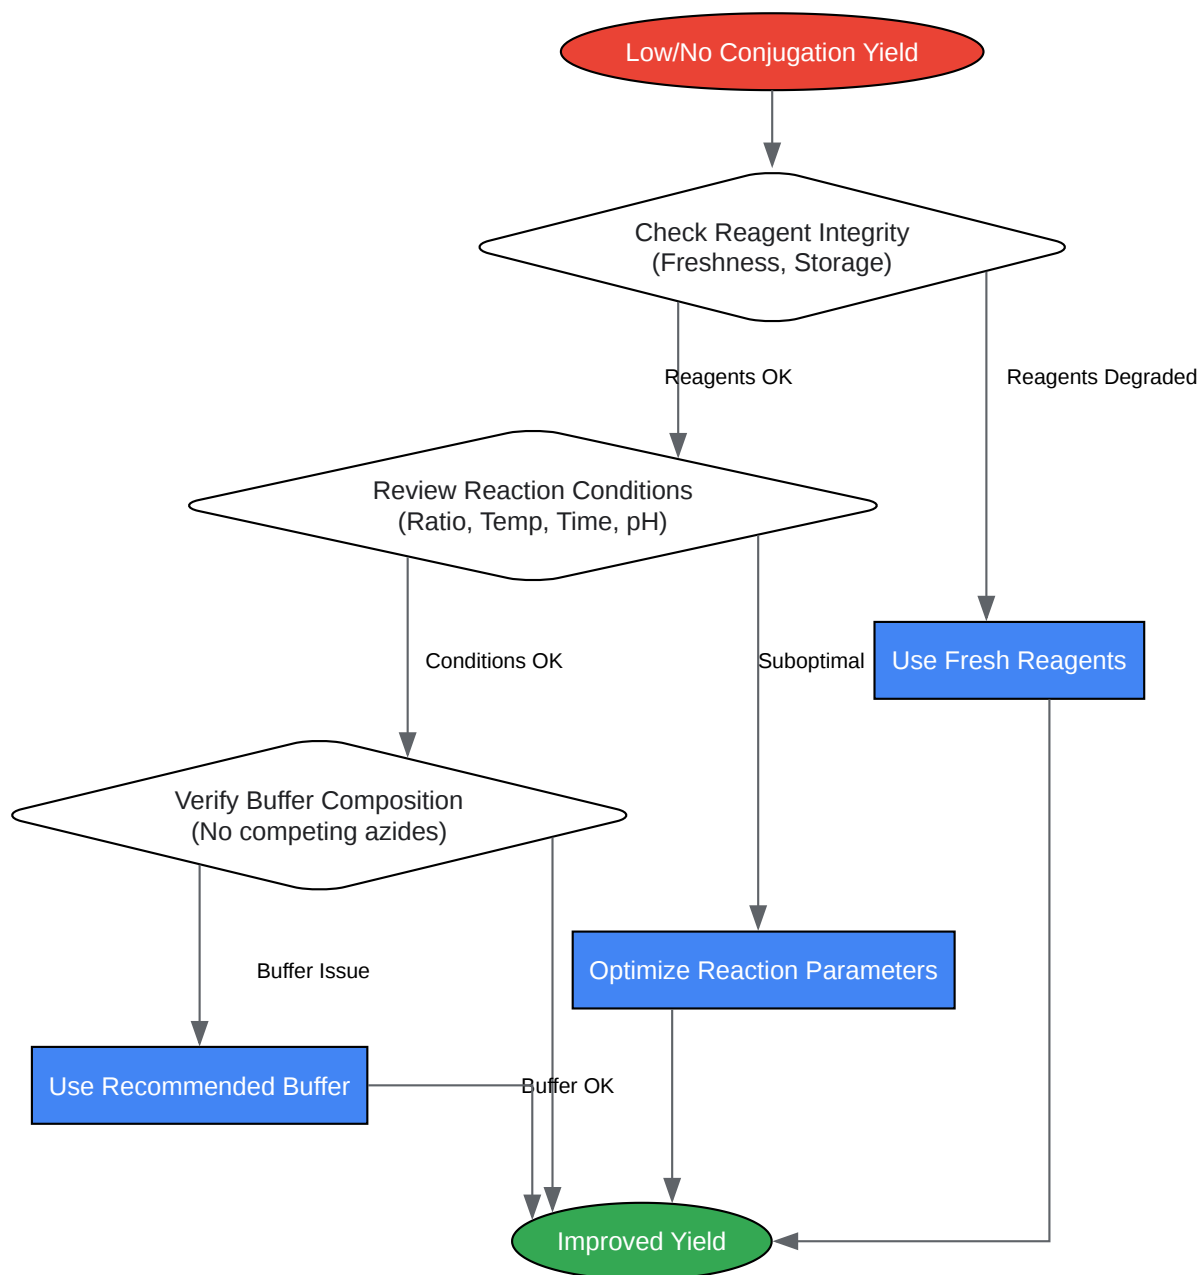 Low/No Conjugation Yield
Check Reagent Integrity
(Freshness, Storage)
Reagents OK
Reagents Degraded
Review Reaction Conditions
(Ratio, Temp, Time, pH)
Conditions OK
Suboptimal
Use Fresh Reagents
Verify Buffer Composition
(No competing azides)
Buffer Issue
Optimize Reaction Parameters
Use Recommended Buffer
Buffer OK
Improved Yield